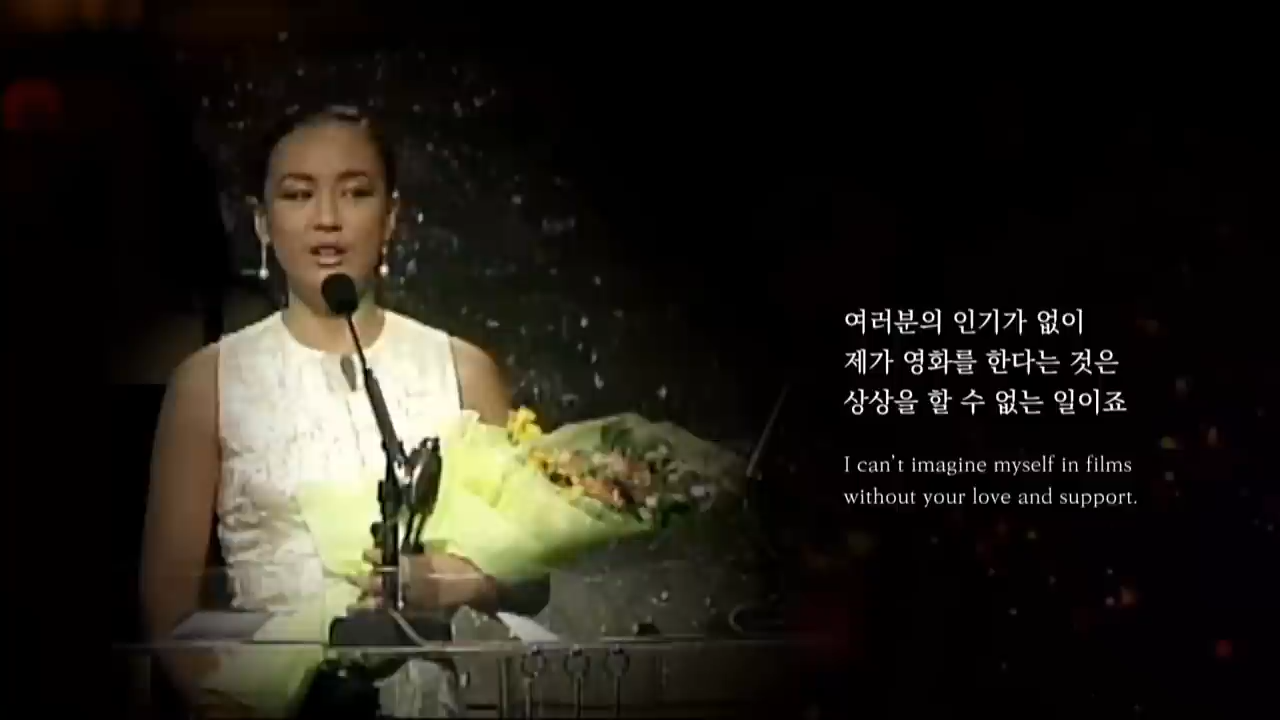 여러분의 인기가 없이
제가 영화를 한다는 것은
상상을 할 수 없는 일이죠
I can't imagine myself in films
without your love and support.